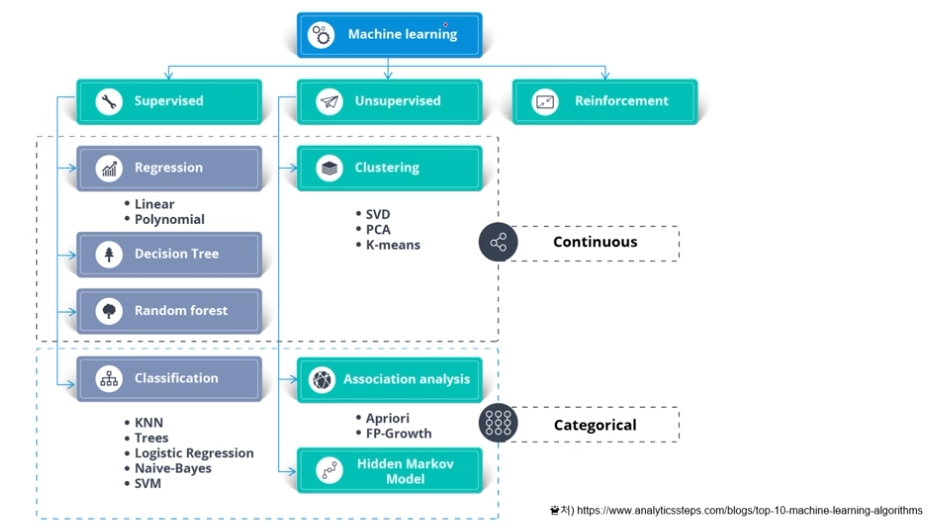 Machine learning
Supervised
Unsupervised
Reinforcement
Regression
• Linear
• Polynomial
Decision Tree
Random forest
Clustering
• SVD
• PCA
• K-means
Continuous
Classification
• KNN
• Trees
• Logistic Regression
• Naive-Bayes
• SVM
Association analysis
• Apriori
• FP-Growth
Hidden Markov
Model
Categorical
출처) https://www.analyticssteps.com/blogs/top-10-machine-learning-algorithms